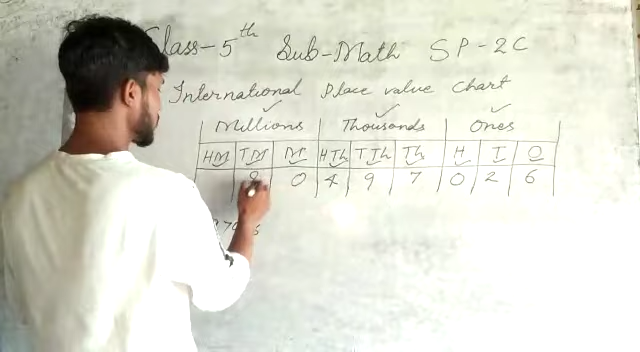 Class-5th Sub-Math SP-2C
International Place value Chart
Millions Thousands Ones
HM TM M HTh TTh Th H T O
8 0 4 9 7 0 2 6